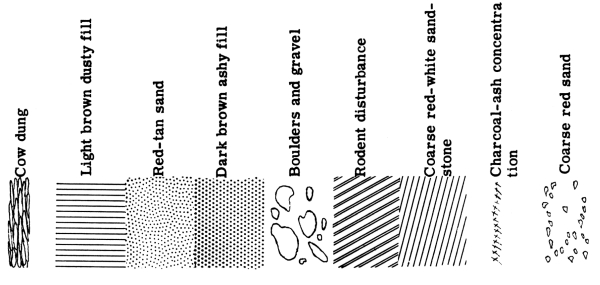 Cow dung
Light brown dusty fill
Red-tan sand
Dark brown ashy fill
Boulders and gravel
Rodent disturbance
Coarse red-white sand-
stone
Charcoal-ash concentra
tion
Coarse red sand